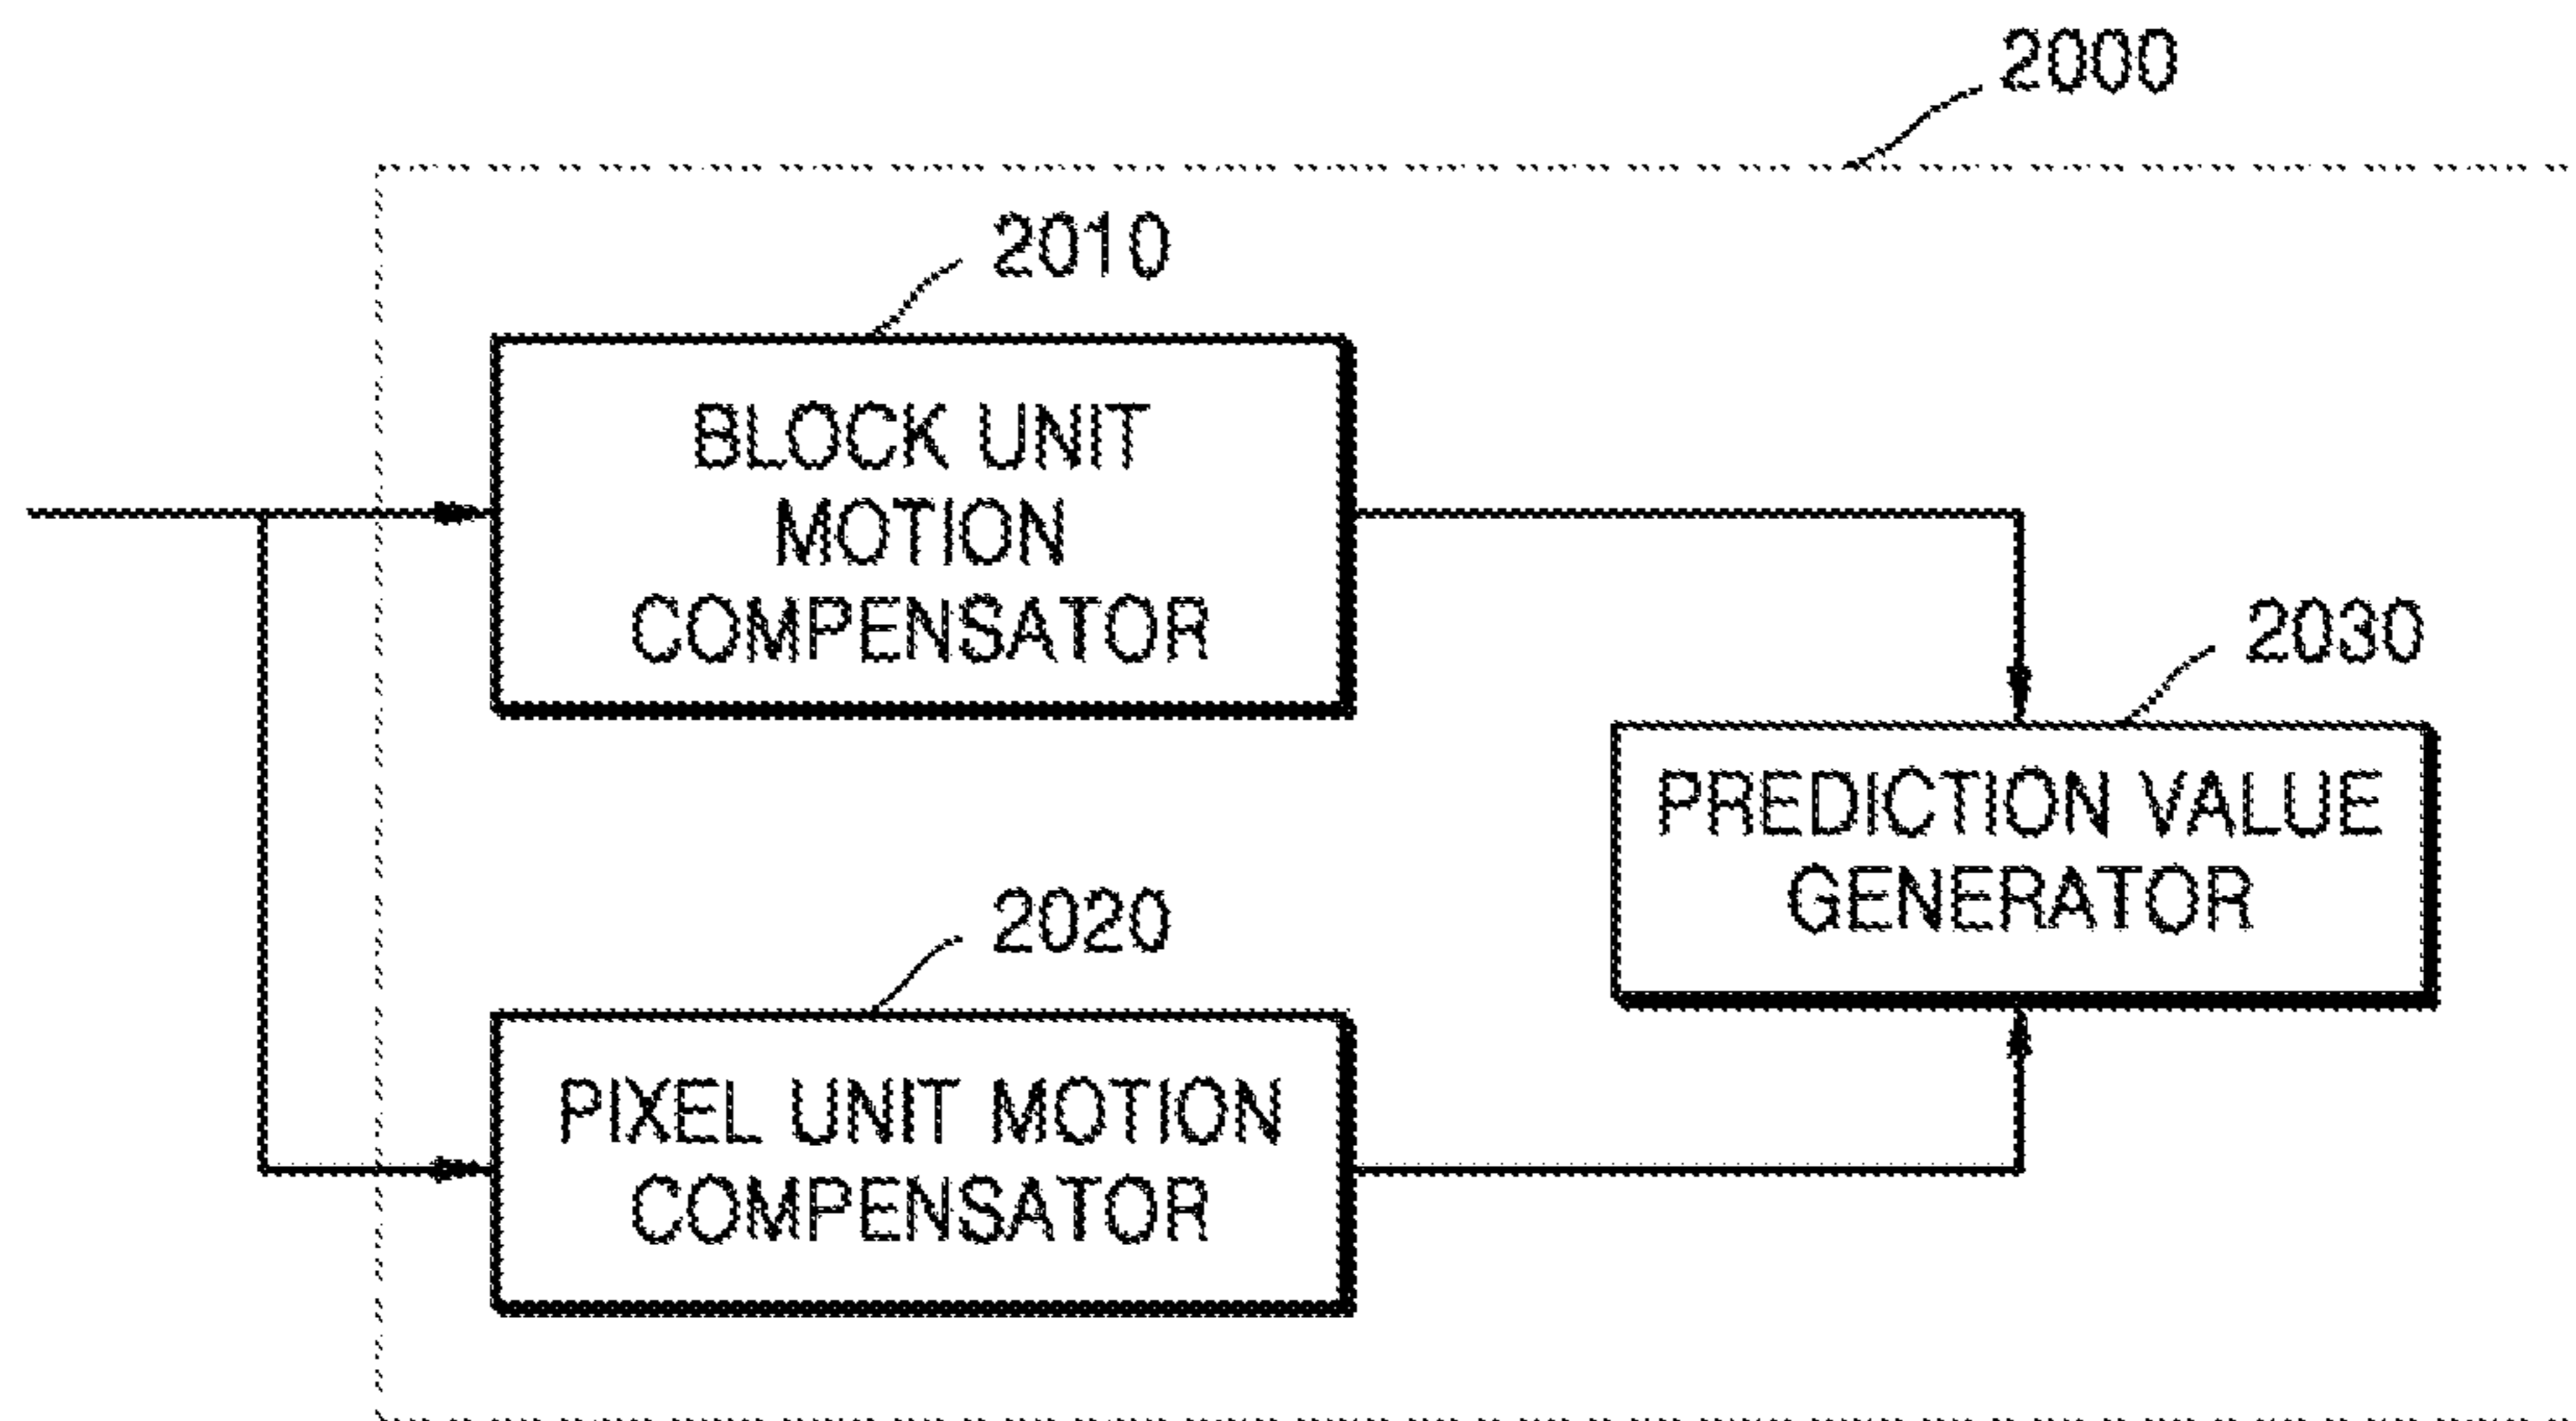 2000
2010
BLOCK UNIT
MOTION
COMPENSATOR
2030
PREDICTION VALUE
GENERATOR
2020
PIXEL UNIT MOTION
COMPENSATOR